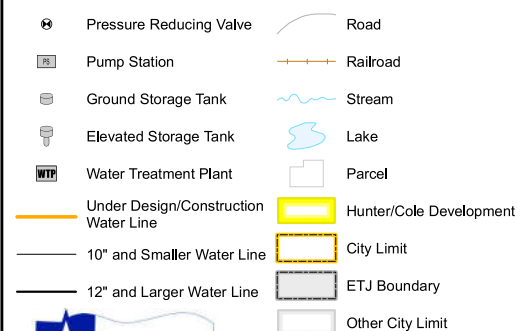 Pressure Reducing Valve
PS Pump Station
Ground Storage Tank
Elevated Storage Tank
WTP Water Treatment Plant
Under Design/Construction
Water Line
10" and Smaller Water Line
12" and Larger Water Line
Road
Railroad
Stream
Lake
Parcel
Hunter/Cole Development
City Limit
ETJ Boundary
Other City Limit